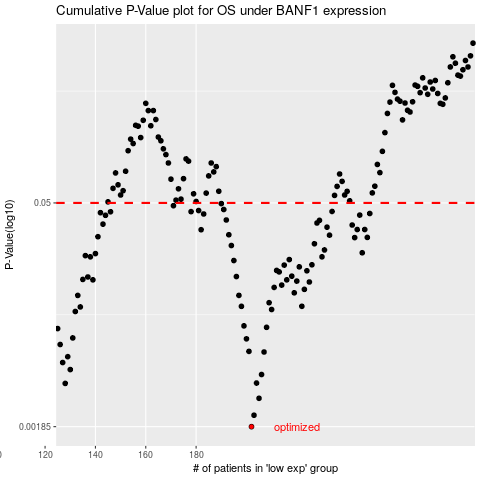 Cumulative P-Value plot for OS under BANF1 expression
P-Value(log10)
0.05
0.00185
optimized
0 120 140 160 180
# of patients in 'low exp' group